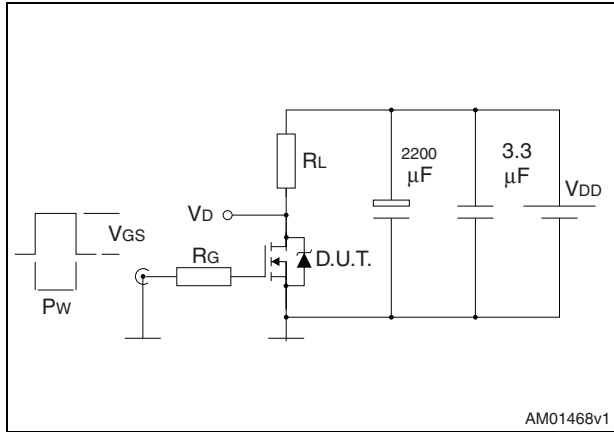 RL
2200
μF
3.3
μF
VDD
VD
VGS
RG
D.U.T.
PW
AM01468v1